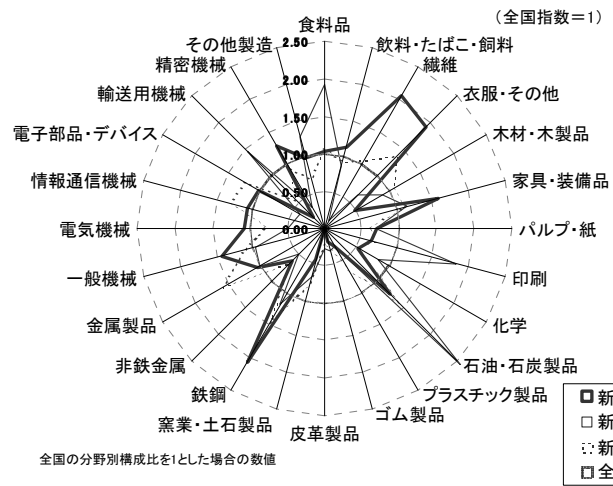 (全国指数=1)
食料品
飲料・たばこ・飼料
繊維
衣服・その他
木材・木製品
家具・装備品
パルプ・紙
印刷
化学
石油・石炭製品
プラスチック製品
ゴム製品
皮革製品
窯業・土石製品
鉄鋼
非鉄金属
金属製品
一般機械
電気機械
情報通信機械
電子部品・デバイス
輸送用機械
精密機械
その他製造
2.50
2.00
1.50
1.00
0.50
0.00
新
新
新
全
全国の分野別構成比を1とした場合の数値